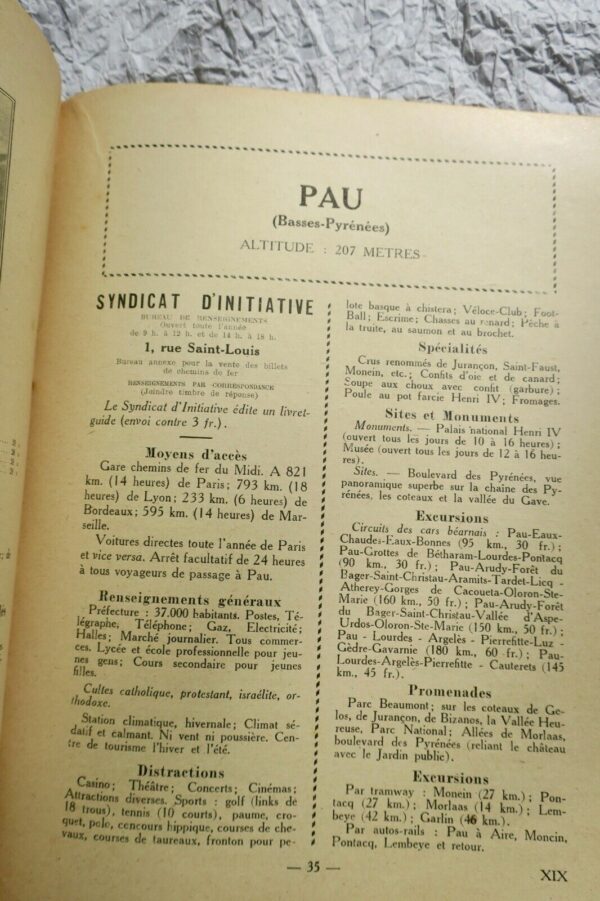 PAU
(Basses-Pyrénées)
ALTITUDE : 207 METRES
SYNDICAT D'INITIATIVE
BUREAU DE RENSEIGNEMENTS
Ouvert toute l'année
de 9 h. à 12 h. et de 14 h. à 18 h.
1, rue Saint-Louis
Bureau annexe pour la vente des billets
de chemins de fer
RENSEIGNEMENTS PAR CORRESPONDANCE
(Joindre timbre de réponse)
Le Syndicat d'Initiative édite un livret-
guide (envoi contre 3 fr.).
Moyens d'accès
Gare chemins de fer du Midi. A 821
km. (14 heures) de Paris; 793 km. (18
heures) de Lyon; 233 km. (6 heures) de
Bordeaux; 595 km. (14 heures) de Mar-
seille.
Voitures directes toute l'année de Paris
et vice versa. Arrêt facultatif de 24 heures
à tous voyageurs de passage à Pau.
Renseignements généraux
Préfecture : 37.000 habitants. Postes, Té-
légraphe, Téléphone; Gaz, Electricité;
Halles; Marché journalier. Tous commer-
ces. Lycée et école professionnelle pour jeu-
nes gens; Cours secondaire pour jeunes
filles.
Cultes catholique, protestant, israélite, or-
thodoxe.
Station climatique, hivernale; Climat sé-
datif et calmant. Ni vent ni poussière. Cen-
tre de tourisme l'hiver et l'été.
Distractions
Casino; Théâtre; Concerts; Cinémas;
Attractions diverses. Sports : golf (links de
18 trous), tennis (10 courts), paume, cro-
quet, polo, concours hippique, courses de che-
vaux, courses de taureaux, fronton pour pe-
lote basque à chistera; Véloce-Club; Foot-
Ball; Escrime; Chasses au renard; Pêche à
la truite, au saumon et au brochet.
Spécialités
Crus renommés de Jurançon, Saint-Faust,
Monein, etc.; Confits d'oie et de canard;
Soupe aux choux avec confit (garbure);
Poule au pot farcie Henri IV; Fromages.
Sites et Monuments
Monuments. — Palais national Henri IV
(ouvert tous les jours de 10 à 16 heures);
Musée (ouvert tous les jours de 12 à 16 heu-
res).
Sites. — Boulevard des Pyrénées, vue
panoramique superbe sur la chaîne des Py-
rénées, les coteaux et la vallée du Gave.
Excursions
Circuits des cars béarnais : Pau-Eaux-
Chaudes-Eaux-Bonnes (95 km., 30 fr.);
Pau-Grottes de Bétharam-Lourdes-Pontacq
(90 km., 30 fr.); Pau-Arudy-Forêt du
Bager-Saint-Christau-Aramits-Tardet-Licq-
Atherey-Gorges de Cacoueta-Oloron-Ste-
Marie (160 km., 50 fr.); Pau-Arudy-Forêt
du Bager-Saint-Christau-Vallée d'Aspe-
Urdos-Oloron-Ste-Marie (150 km., 50 fr.);
Pau - Lourdes - Argelès - Pierrefitte-Luz -
Gèdre-Gavarnie (180 km., 60 fr.); Pau-
Lourdes-Argelès-Pierrefitte - Cauterets (145
km., 45 fr.).
Promenades
Parc Beaumont; sur les coteaux de Ge-
los, de Jurançon, de Bizanos, la Vallée Heu-
reuse, Parc National; Allées de Morlaas,
boulevard des Pyrénées (reliant le château
avec le Jardin public).
Excursions
Par tramway : Monein (27 km.); Pon-
tacq (27 km.); Morlaas (14 km.); Lem-
beye (42 km.); Garlin (46 km.).
Par autos-rails : Pau à Aire, Moncin,
Pontacq, Lembeye et retour.
— 35 —
XIX